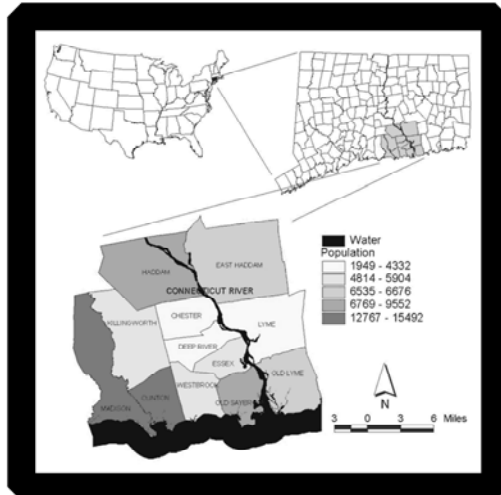 Water
Population
1949 - 4332
4814 - 5904
6535 - 6676
6769 - 9552
12767 - 15492
EAST HADDAM
HADDAM
CONNECTICUT RIVER
CHESTER
LYME
KILLINGWORTH
DEEP RIVER
ESSEX
OLD LYME
WESTBROOK
CLINTON
OLD SAYBR
MADISON
N
3 0 3 6 Miles